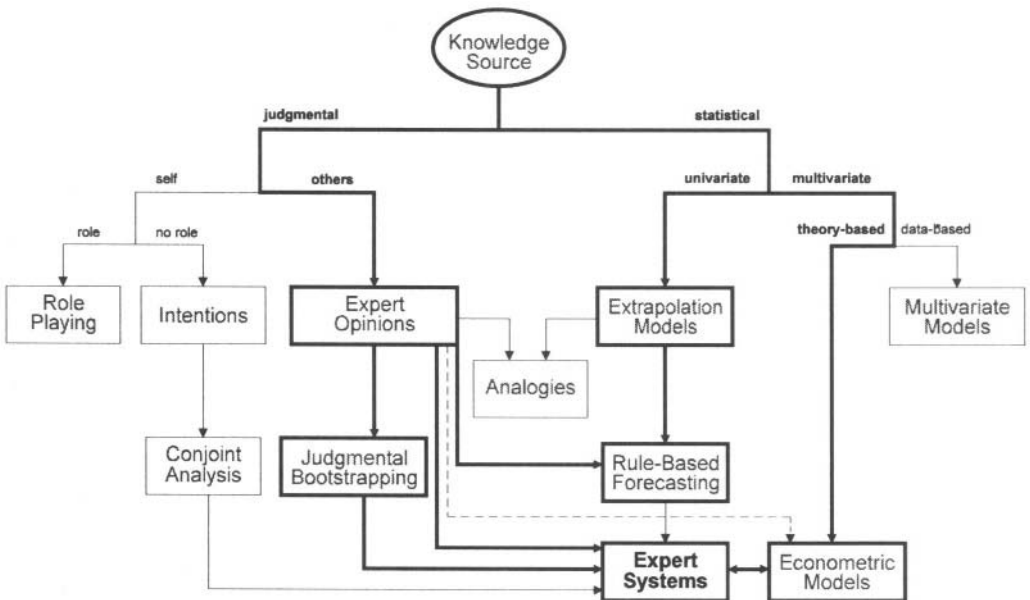 Knowledge
Source
judgmental
statistical
self
others
univariate
multivariate
role
no role
theory-based
data-based
Role
Playing
Intentions
Expert
Opinions
Extrapolation
Models
Multivariate
Models
Analogies
Conjoint
Analysis
Judgmental
Bootstrapping
Rule-Based
Forecasting
Expert
Systems
Econometric
Models